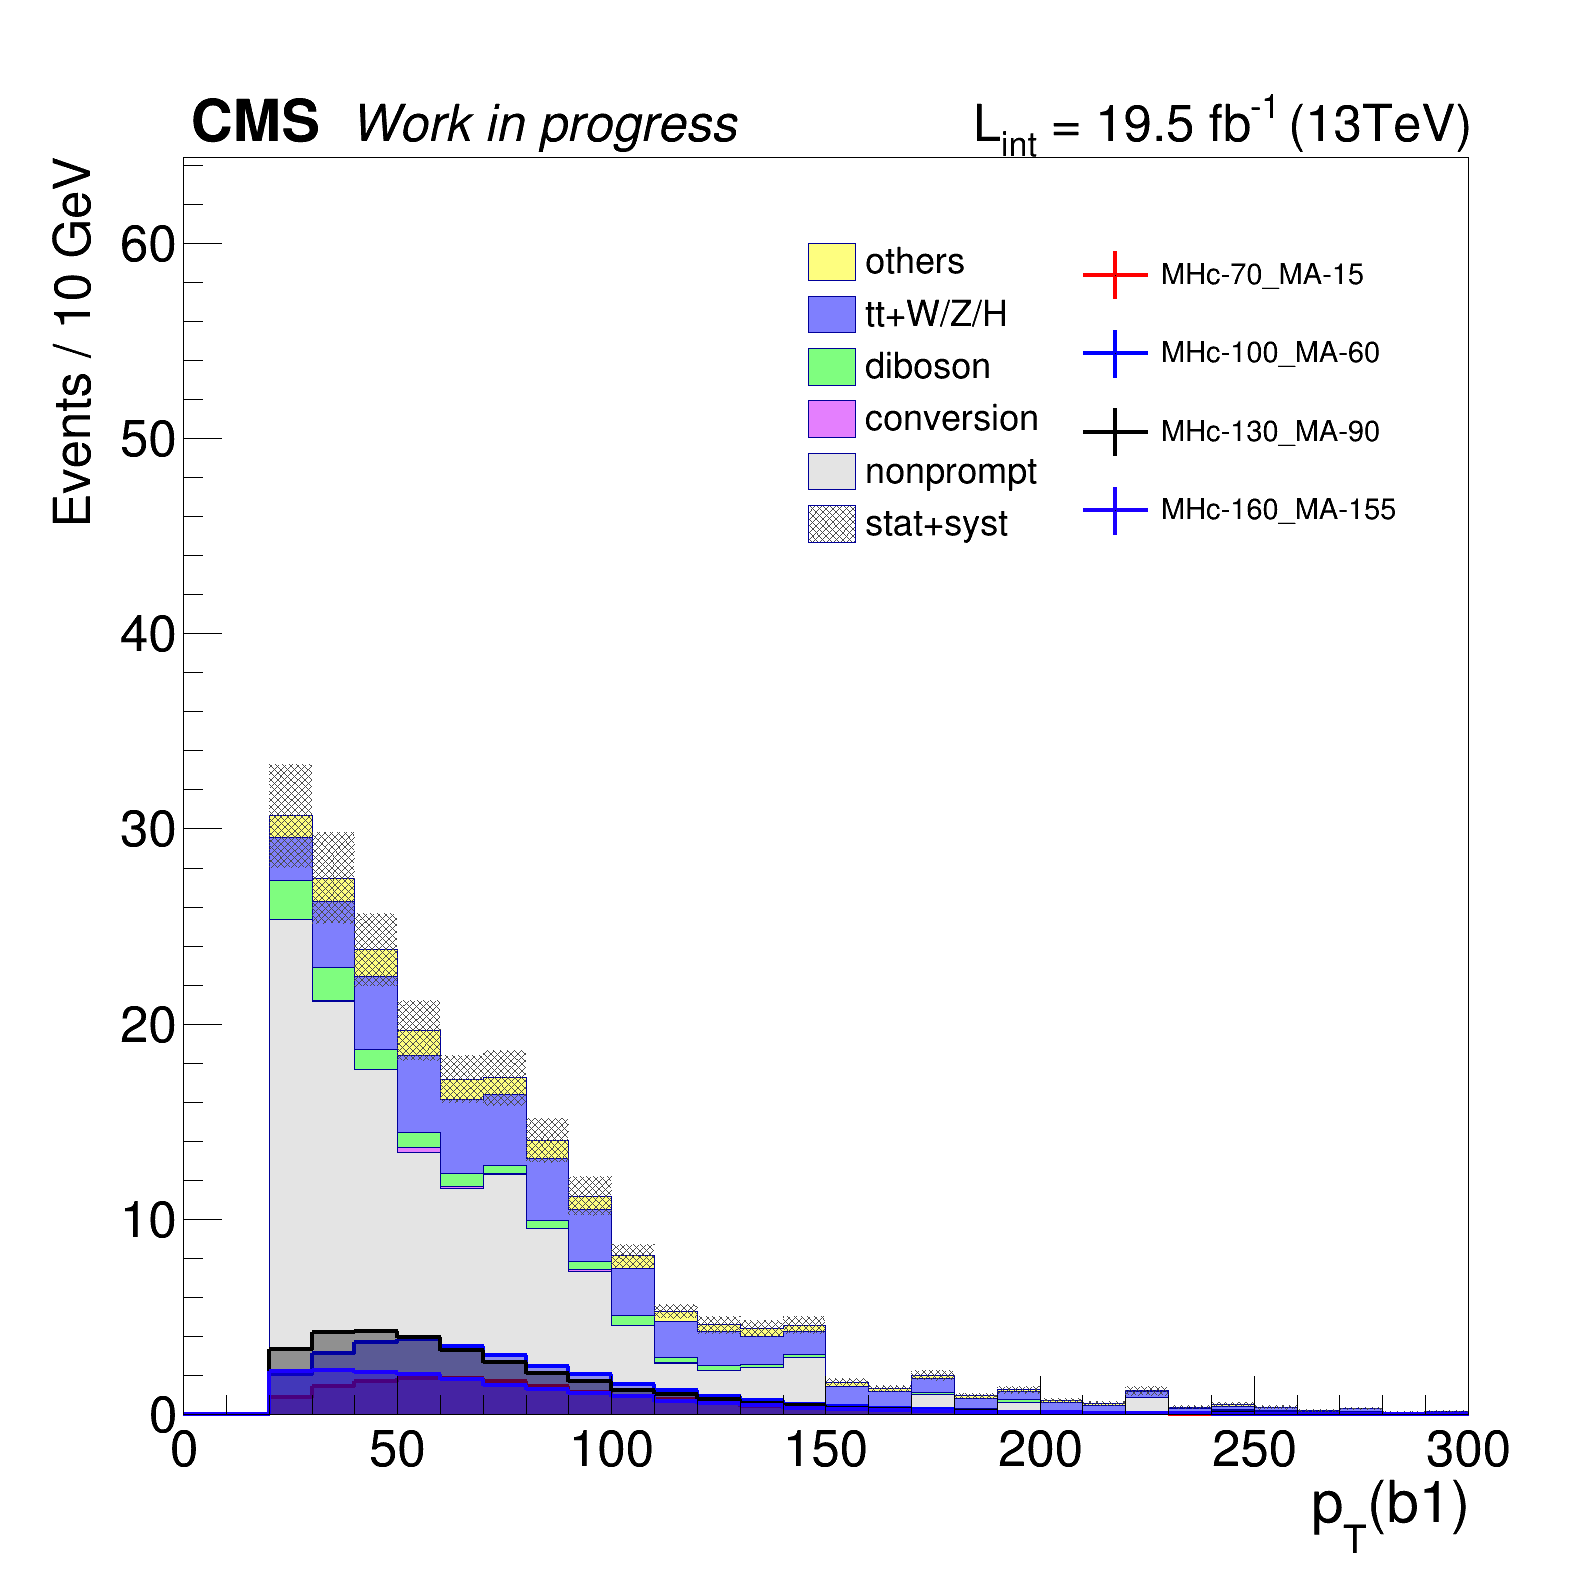 CMS Work in progress
L_int = 19.5 fb^-1 (13TeV)
Events / 10 GeV
60
50
40
30
20
10
0
others
tt+W/Z/H
diboson
conversion
nonprompt
stat+syst
MHc-70_MA-15
MHc-100_MA-60
MHc-130_MA-90
MHc-160_MA-155
0 50 100 150 200 250 300
p_T(b1)